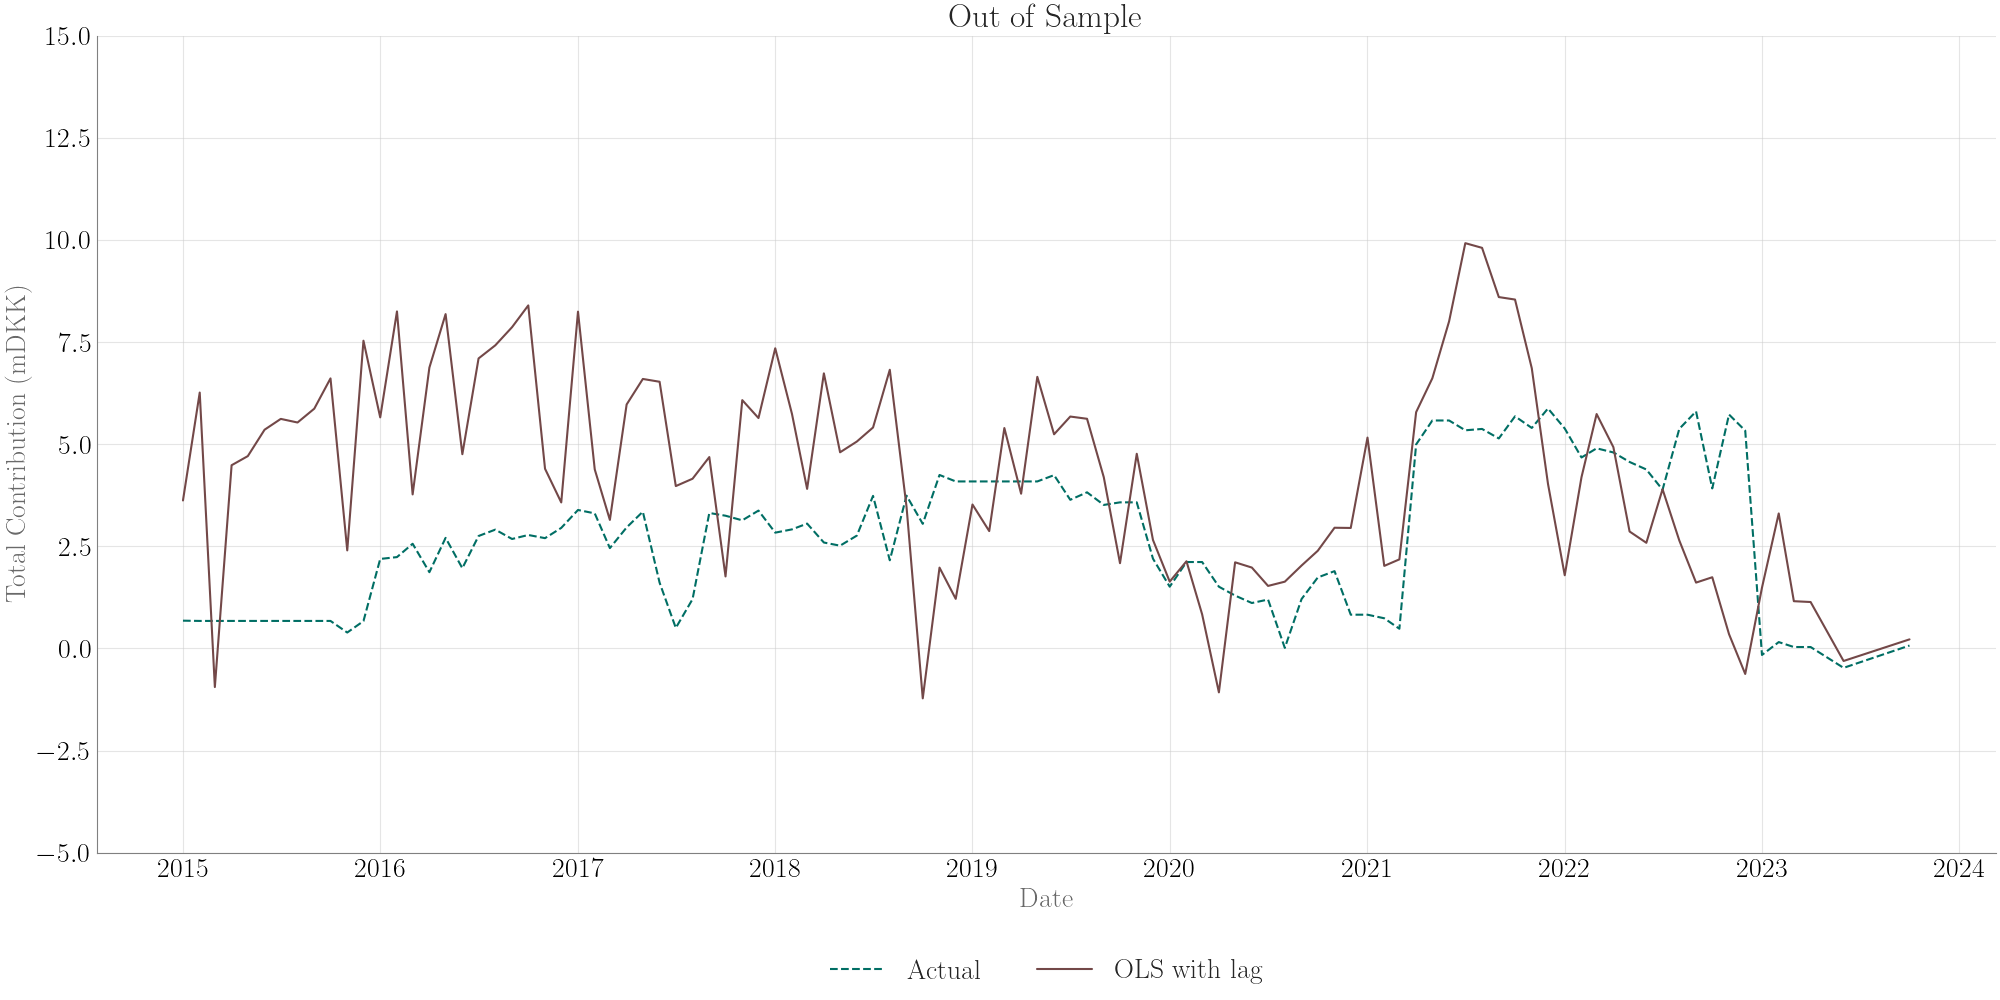 Out of Sample
15.0
12.5
10.0
7.5
5.0
2.5
0.0
−2.5
−5.0
Total Contribution (mDKK)
2015 2016 2017 2018 2019 2020 2021 2022 2023 2024
Date
Actual OLS with lag